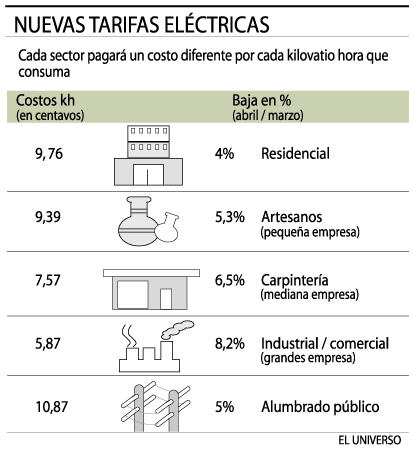 NUEVAS TARIFAS ELÉCTRICAS
Cada sector pagará un costo diferente por cada kilovatio hora que
consuma
Costos kh
(en centavos)
Baja en %
(abril / marzo)
9,76 4% Residencial
9,39 5,3% Artesanos
(pequeña empresa)
7,57 6,5% Carpintería
(mediana empresa)
5,87 8,2% Industrial / comercial
(grandes empresa)
10,87 5% Alumbrado público
EL UNIVERSO